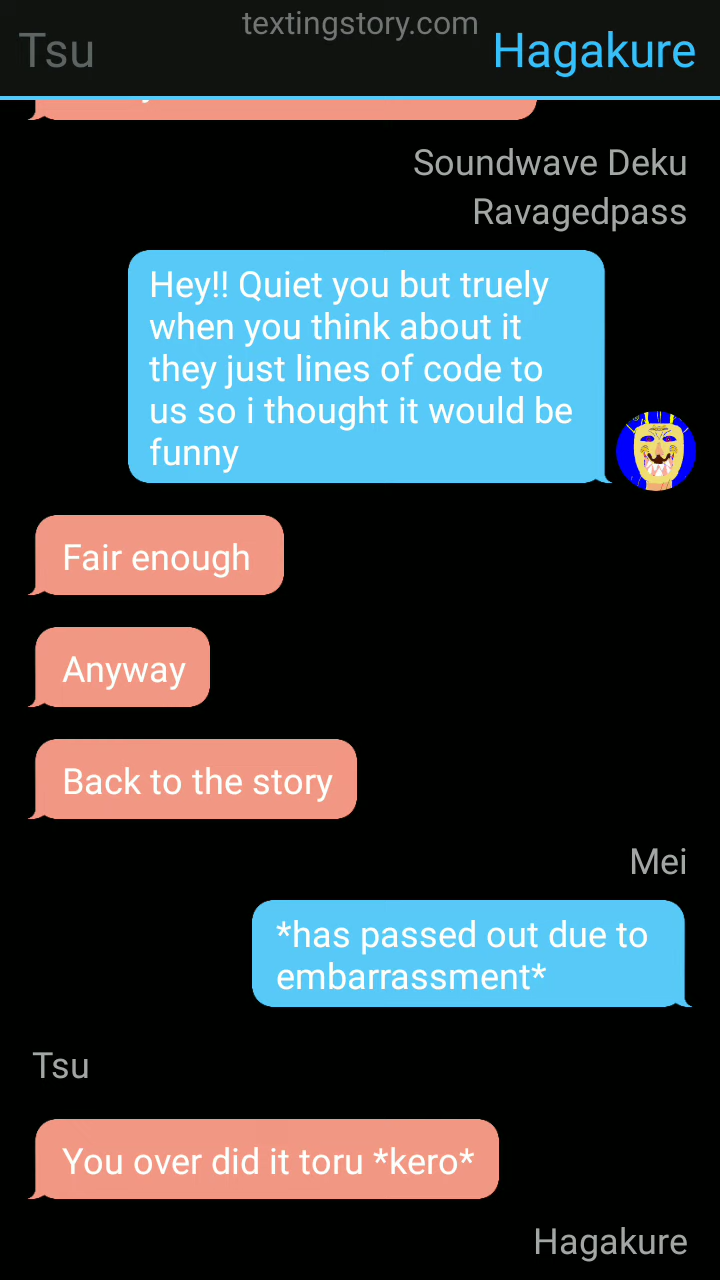 textingstory.com
Tsu
Hagakure
Soundwave Deku
Ravagedpass
Hey!! Quiet you but truely
when you think about it
they just lines of code to
us so i thought it would be
funny
Fair enough
Anyway
Back to the story
Mei
*has passed out due to
embarrassment*
Tsu
You over did it toru *kero*
Hagakure